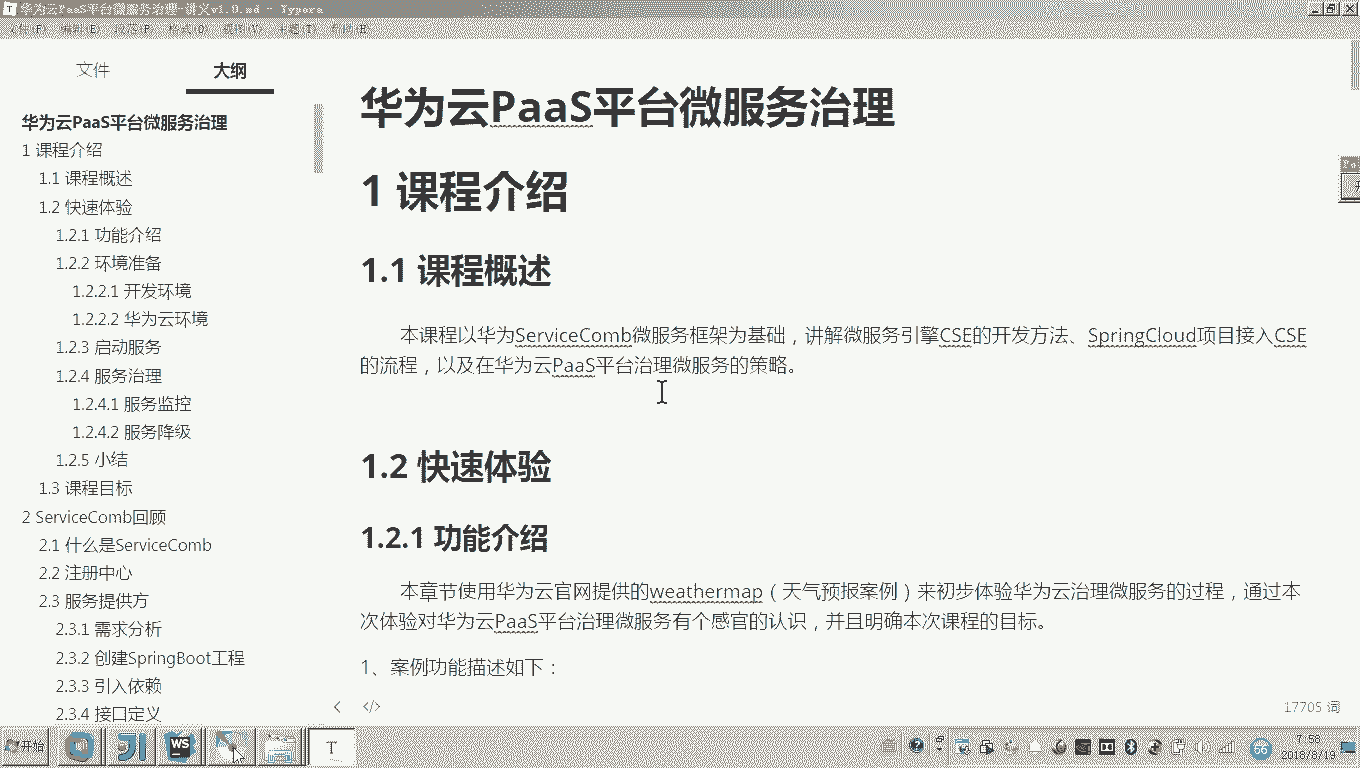 华为云PaaS平台微服务治理-讲义v1.0.md - Typora
文件(F) 编辑(E) 段落(P) 格式(O) 视图(V) 主题(T) 帮助(H)
文件 大纲
华为云PaaS平台微服务治理
1 课程介绍
1.1 课程概述
1.2 快速体验
1.2.1 功能介绍
1.2.2 环境准备
1.2.2.1 开发环境
1.2.2.2 华为云环境
1.2.3 启动服务
1.2.4 服务治理
1.2.4.1 服务监控
1.2.4.2 服务降级
1.2.5 小结
1.3 课程目标
2 ServiceComb回顾
2.1 什么是ServiceComb
2.2 注册中心
2.3 服务提供方
2.3.1 需求分析
2.3.2 创建SpringBoot工程
2.3.3 引入依赖
2.3.4 接口定义
华为云PaaS平台微服务治理
1 课程介绍
1.1 课程概述
本课程以华为ServiceComb微服务框架为基础，讲解微服务引擎CSE的开发方法、SpringCloud项目接入CSE
的流程，以及在华为云PaaS平台治理微服务的策略。
1.2 快速体验
1.2.1 功能介绍
本章节使用华为云官网提供的weathermap（天气预报案例）来初步体验华为云治理微服务的过程，通过本
次体验对华为云PaaS平台治理微服务有个感官的认识，并且明确本次课程的目标。
1、案例功能描述如下：
17705 词
开始
WS
T
56
7:58
2018/8/19